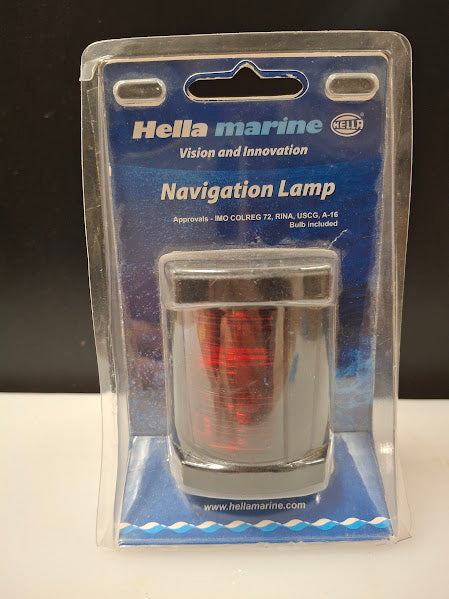 Hella marine HELLA
Vision and Innovation
Navigation Lamp
Approvals - IMO COLREG 72, RINA, USCG, A-16
Bulb included
www.hellamarine.com